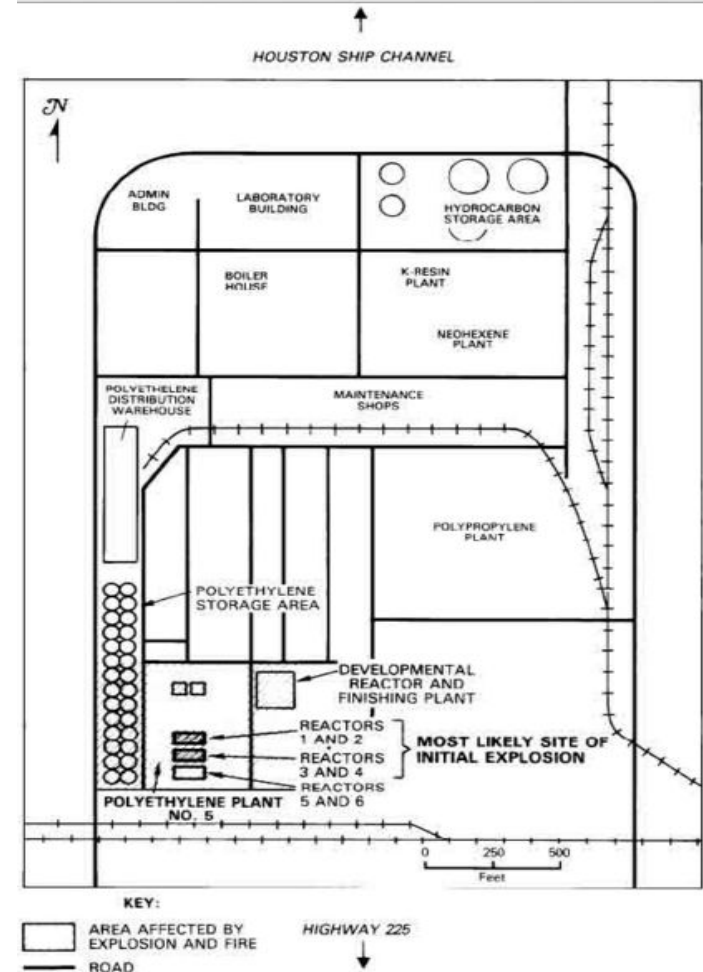 HOUSTON SHIP CHANNEL
N
ADMIN
BLDG
LABORATORY
BUILDING
HYDROCARBON
STORAGE AREA
BOILER
HOUSE
K-RESIN
PLANT
NEOHEXENE
PLANT
POLYETHELENE
DISTRIBUTION
WAREHOUSE
MAINTENANCE
SHOPS
POLYPROPYLENE
PLANT
POLYETHYLENE
STORAGE AREA
DEVELOPMENTAL
REACTOR AND
FINISHING PLANT
REACTORS
1 AND 2
REACTORS
3 AND 4
MOST LIKELY SITE OF
INITIAL EXPLOSION
REACTORS
5 AND 6
POLYETHYLENE PLANT
NO. 5
0 250 500
Feet
KEY:
AREA AFFECTED BY
EXPLOSION AND FIRE
ROAD
HIGHWAY 225